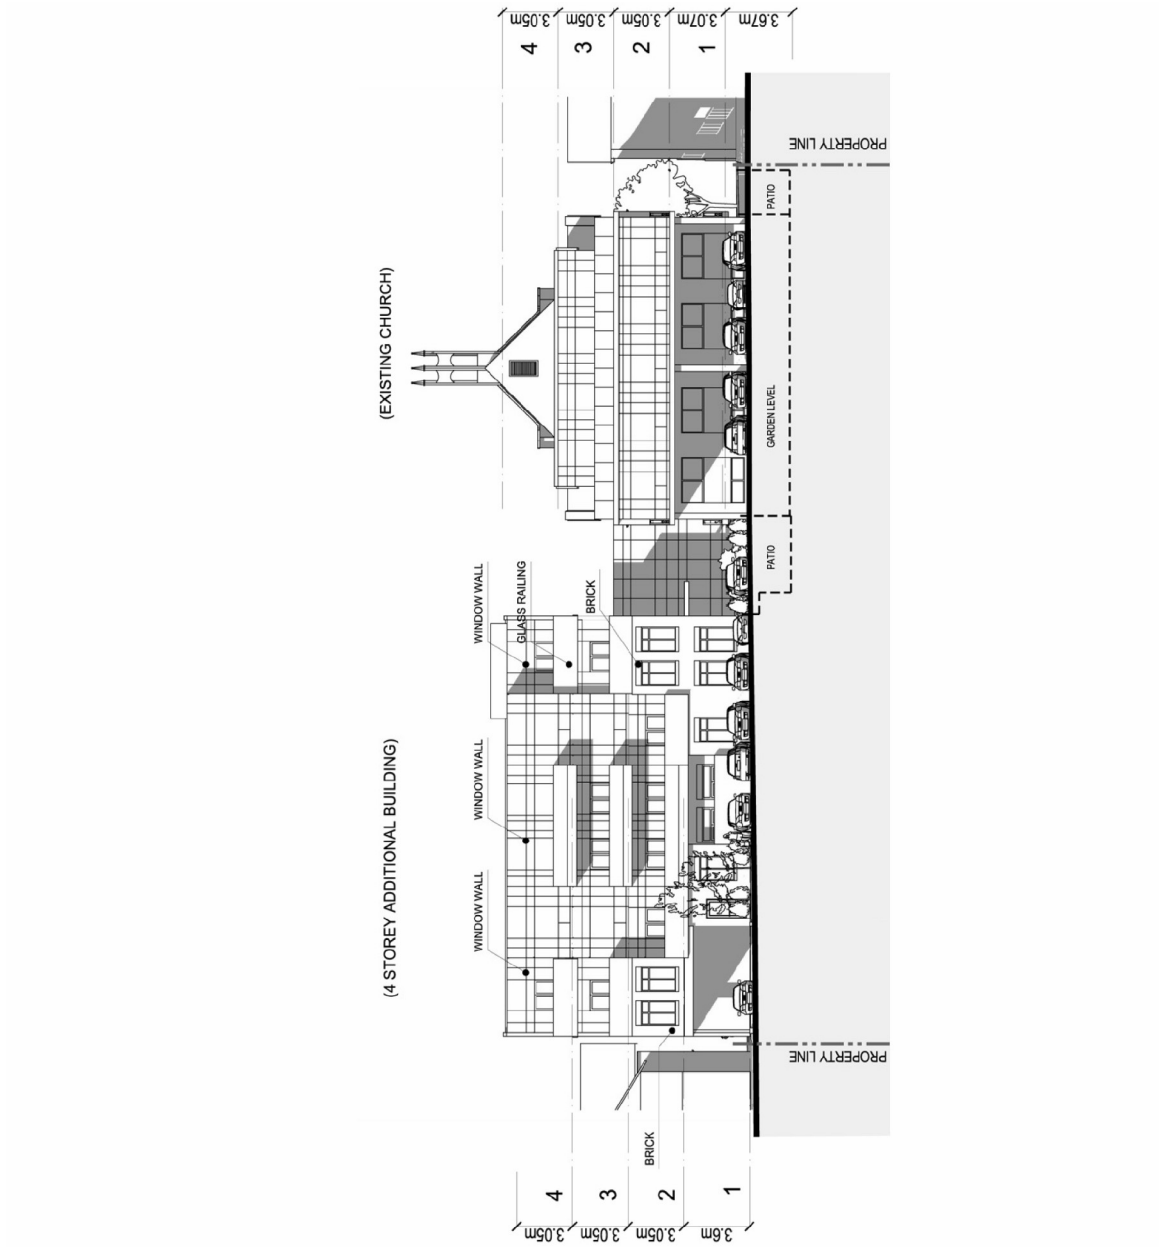 (4 STOREY ADDITIONAL BUILDING)
(EXISTING CHURCH)
WINDOW WALL
WINDOW WALL
WINDOW WALL
GLASS RAILING
BRICK
BRICK
4
3
2
1
3.05m
3.05m
3.05m
3.6m
4
3
2
1
3.05m
3.05m
3.05m
3.07m
3.67m
PROPERTY LINE
PATIO
GARDEN LEVEL
PATIO
PROPERTY LINE